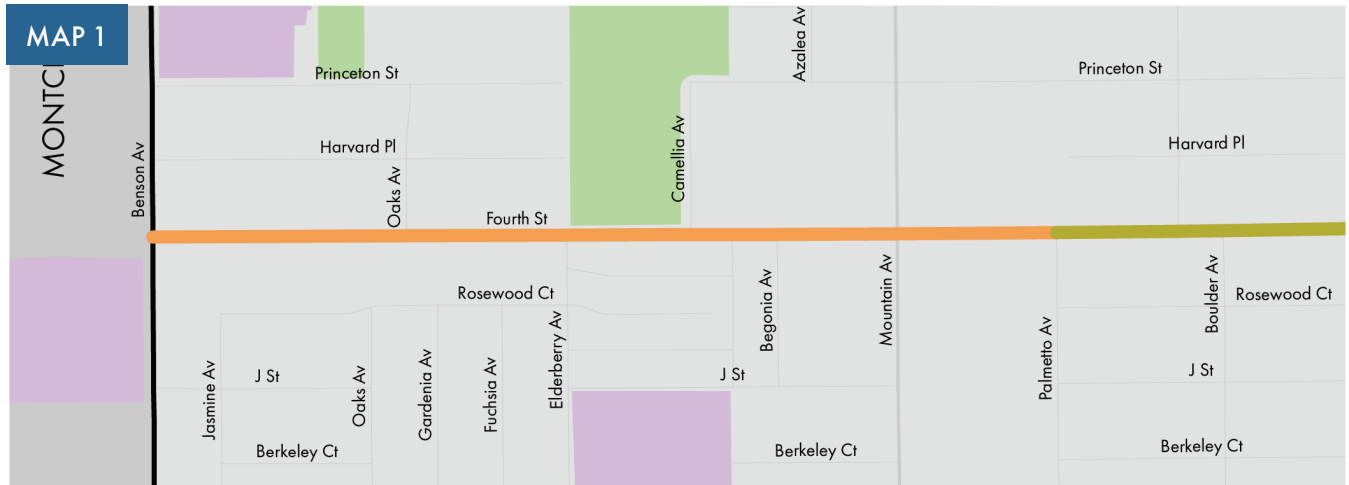 MAP 1
MONTC
Benson Av
Princeton St
Harvard Pl
Oaks Av
Fourth St
Camellia Av
Azalea Av
Princeton St
Harvard Pl
Rosewood Ct
Jasmine Av
J St
Oaks Av
Gardenia Av
Fuchsia Av
Elderberry Av
Berkeley Ct
J St
Begonia Av
Mountain Av
Berkeley Ct
Palmetto Av
Boulder Av
Rosewood Ct
J St
Berkeley Ct